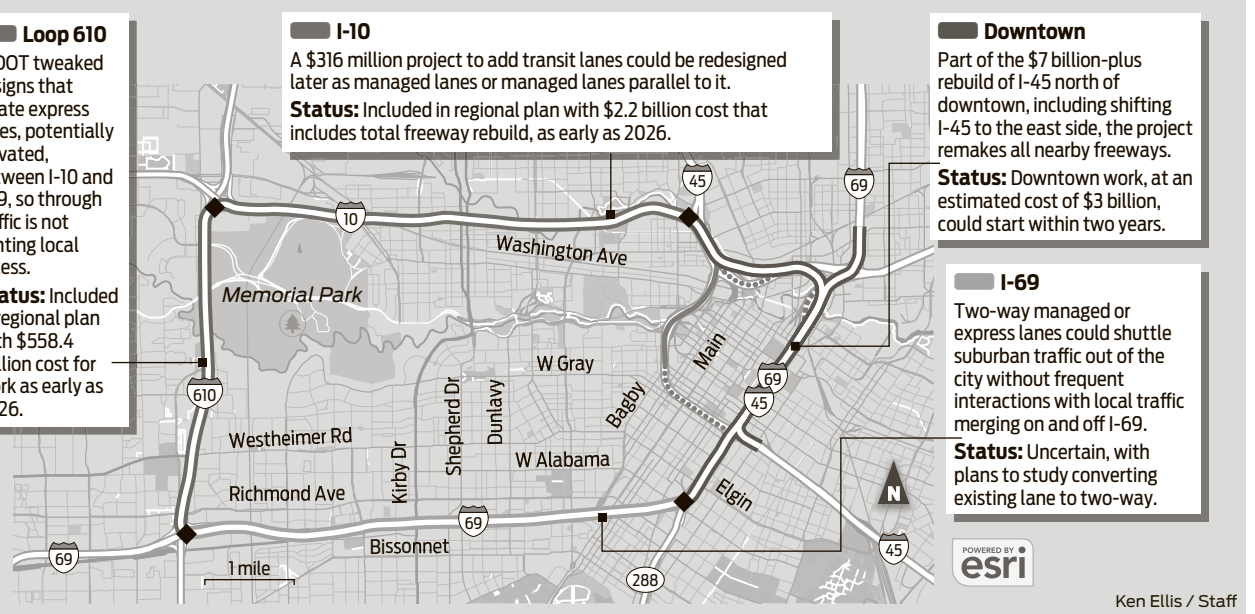 Loop 610
OT tweaked
signs that
ate express
es, potentially
vated,
tween I-10 and
9, so through
ffic is not
nting local
cess.
atus: Included
regional plan
th $558.4
llion cost for
rk as early as
26.
I-10
A $316 million project to add transit lanes could be redesigned
later as managed lanes or managed lanes parallel to it.
Status: Included in regional plan with $2.2 billion cost that
includes total freeway rebuild, as early as 2026.
Downtown
Part of the $7 billion-plus
rebuild of I-45 north of
downtown, including shifting
I-45 to the east side, the project
remakes all nearby freeways.
Status: Downtown work, at an
estimated cost of $3 billion,
could start within two years.
I-69
Two-way managed or
express lanes could shuttle
suburban traffic out of the
city without frequent
interactions with local traffic
merging on and off I-69.
Status: Uncertain, with
plans to study converting
existing lane to two-way.
45
69
10
Washington Ave
Memorial Park
W Gray
Main
69
45
610
Bagby
Shepherd Dr
Dunlavy
Kirby Dr
Westheimer Rd
W Alabama
Richmond Ave
Elgin
N
69
Bissonnet
69
45
1 mile
288
POWERED BY
esri
Ken Ellis / Staff